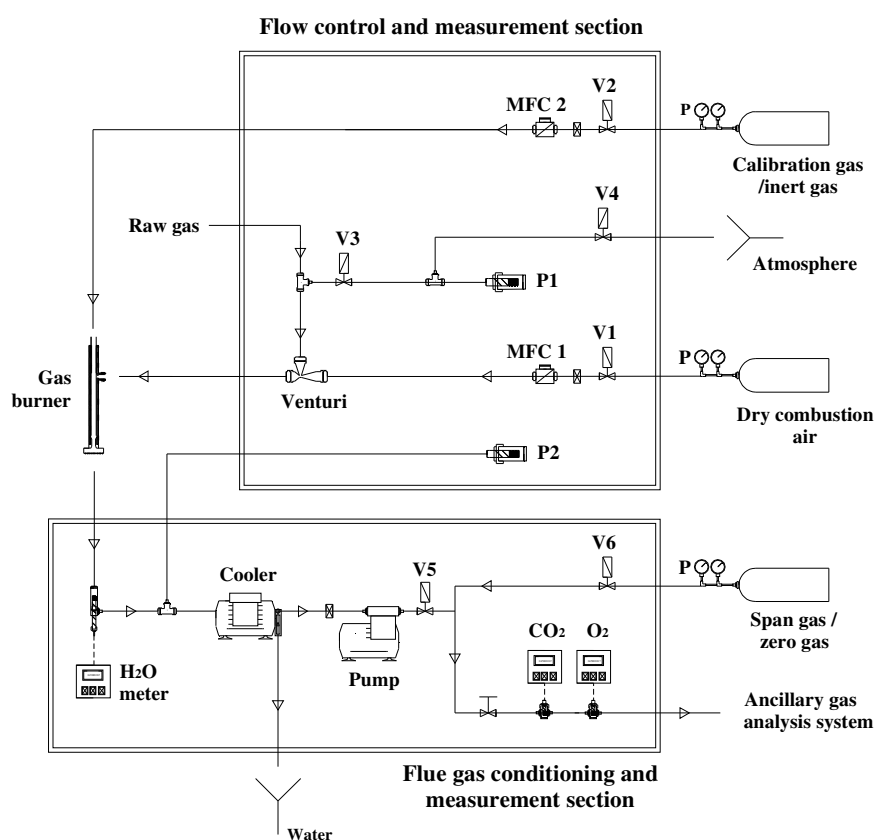 Flow control and measurement section
V2
MFC 2
P
Calibration gas
/inert gas
V4
Raw gas
V3
Atmosphere
P1
V1
MFC 1
P
Gas
burner
Venturi
Dry combustion
air
P2
V6
Cooler
V5
P
Span gas /
zero gas
CO2
O2
H2O
meter
Pump
Ancillary gas
analysis system
Flue gas conditioning and
measurement section
Water